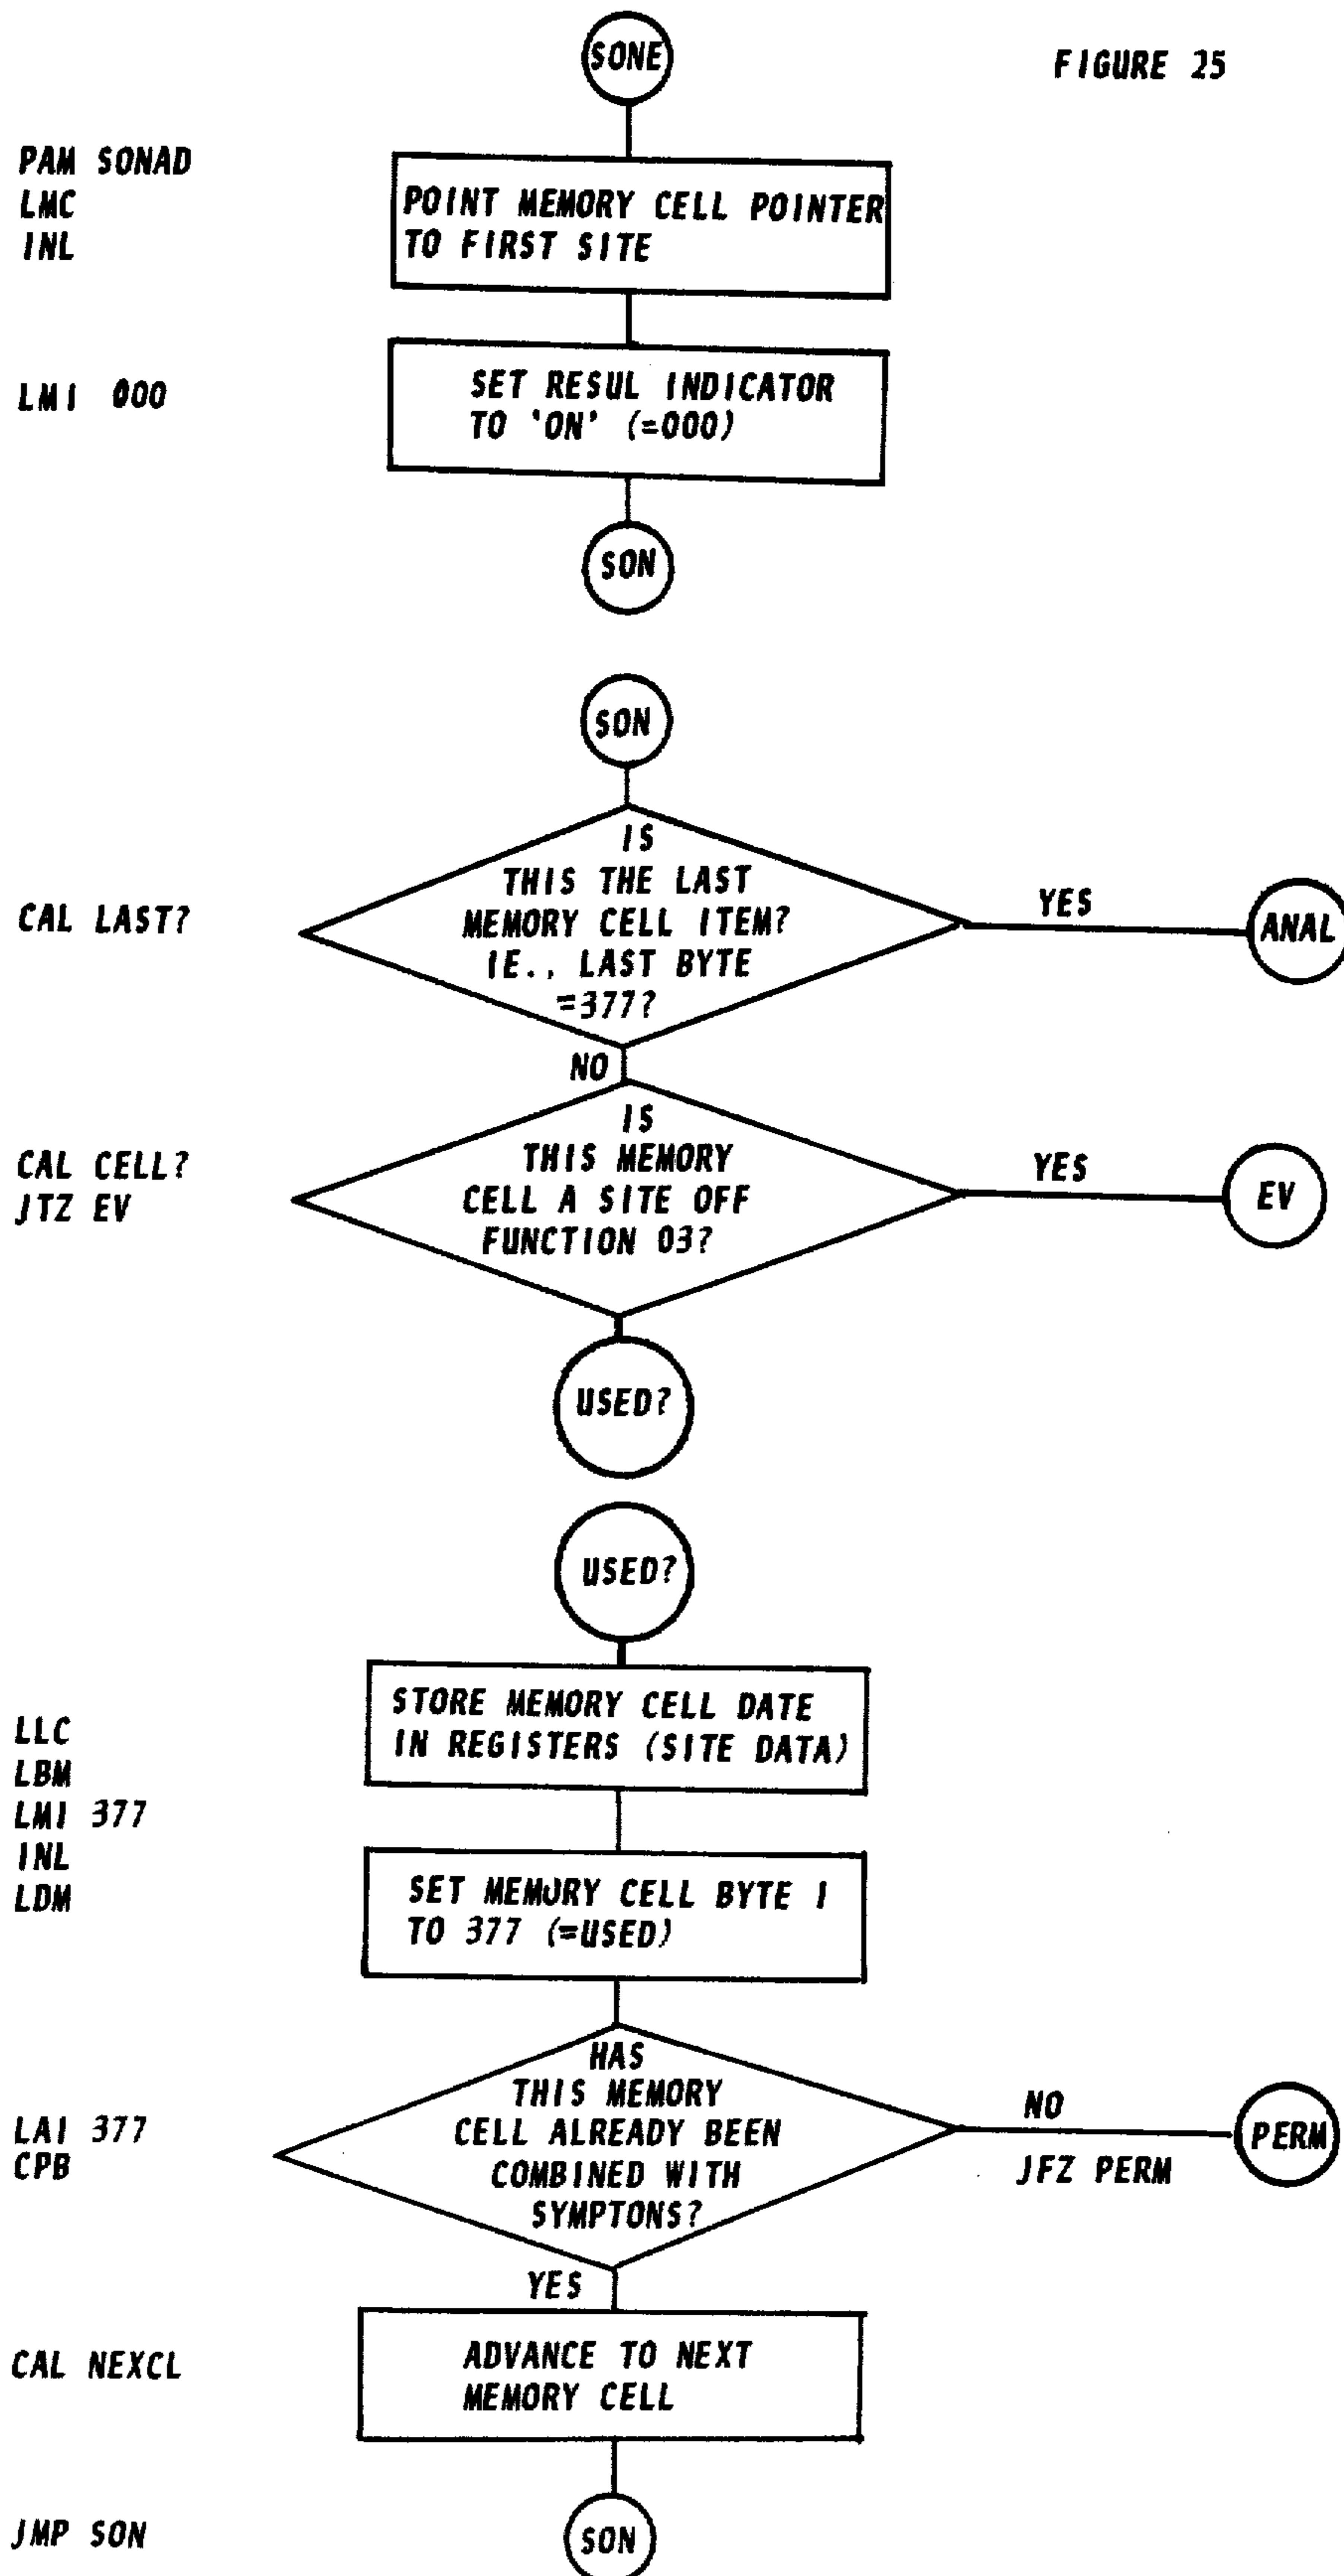 SONE
FIGURE 25
PAM SONAD
LMC
INL
POINT MEMORY CELL POINTER
TO FIRST SITE
LMI 000
SET RESUL INDICATOR
TO 'ON' (=000)
SON
SON
CAL LAST?
IS
THIS THE LAST
MEMORY CELL ITEM?
IE., LAST BYTE
=377?
YES
ANAL
NO
CAL CELL?
JTZ EV
IS
THIS MEMORY
CELL A SITE OFF
FUNCTION 03?
YES
EV
USED?
USED?
LLC
LBM
LMI 377
INL
LDM
STORE MEMORY CELL DATE
IN REGISTERS (SITE DATA)
SET MEMORY CELL BYTE 1
TO 377 (=USED)
LAI 377
CPB
HAS
THIS MEMORY
CELL ALREADY BEEN
COMBINED WITH
SYMPTONS?
NO
JFZ PERM
PERM
YES
CAL NEXCL
ADVANCE TO NEXT
MEMORY CELL
JMP SON
SON